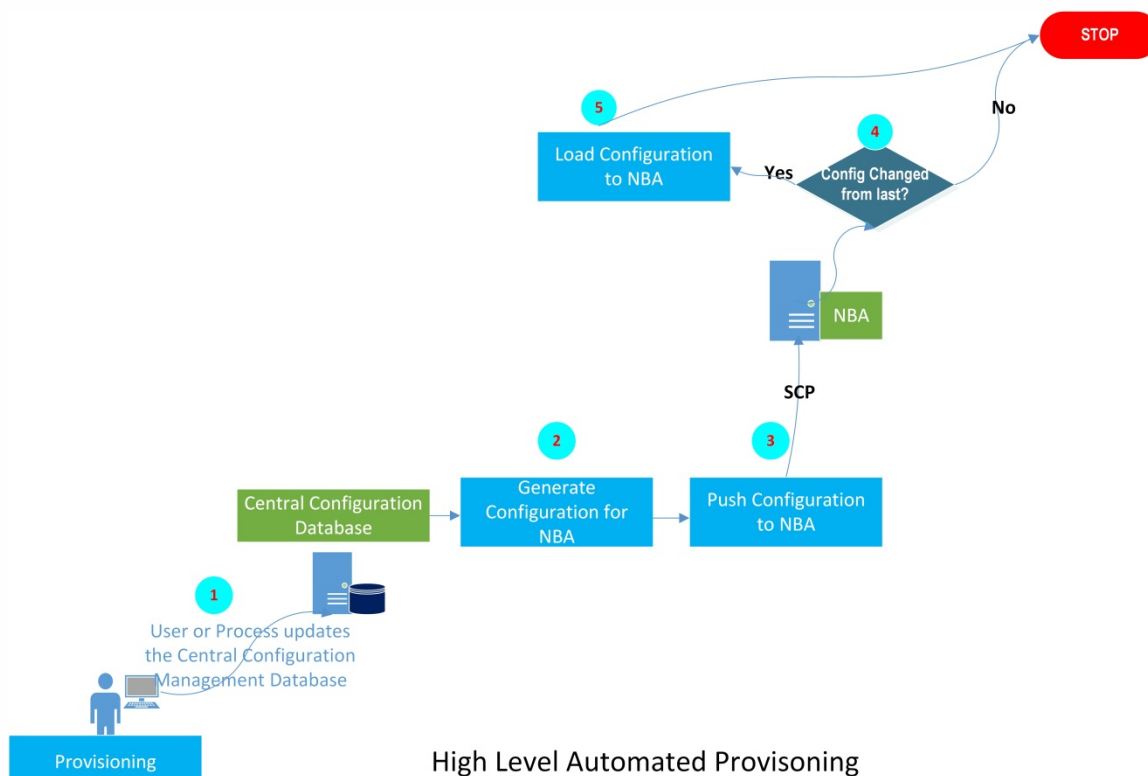 STOP
No
5
4
Load Configuration
to NBA
Yes
Config Changed
from last?
NBA
SCP
2
3
Central Configuration
Database
Generate
Configuration for
NBA
Push Configuration
to NBA
1
User or Process updates
the Central Configuration
Management Database
Provisioning
High Level Automated Provisoning